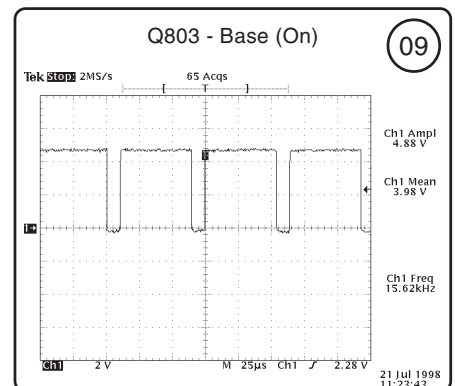 Q803 - Base (On)
09
Tek Stop: 2MS/s 65 Acqs
[ T ]
T
Ch1 Ampl
4.88 V
Ch1 Mean
3.98 V
1
Ch1 Freq
15.62kHz
Ch1 2 V M 25µs Ch1 2.28 V
21 Jul 1998
11:23:43